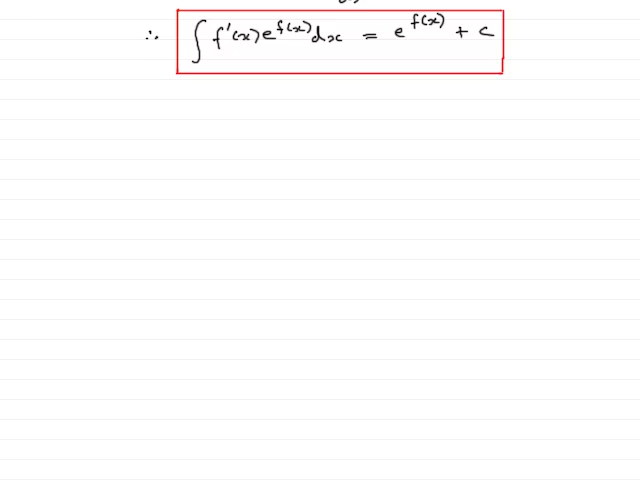 ∴ ∫ f'(x) e^{f(x)} dx = e^{f(x)} + c